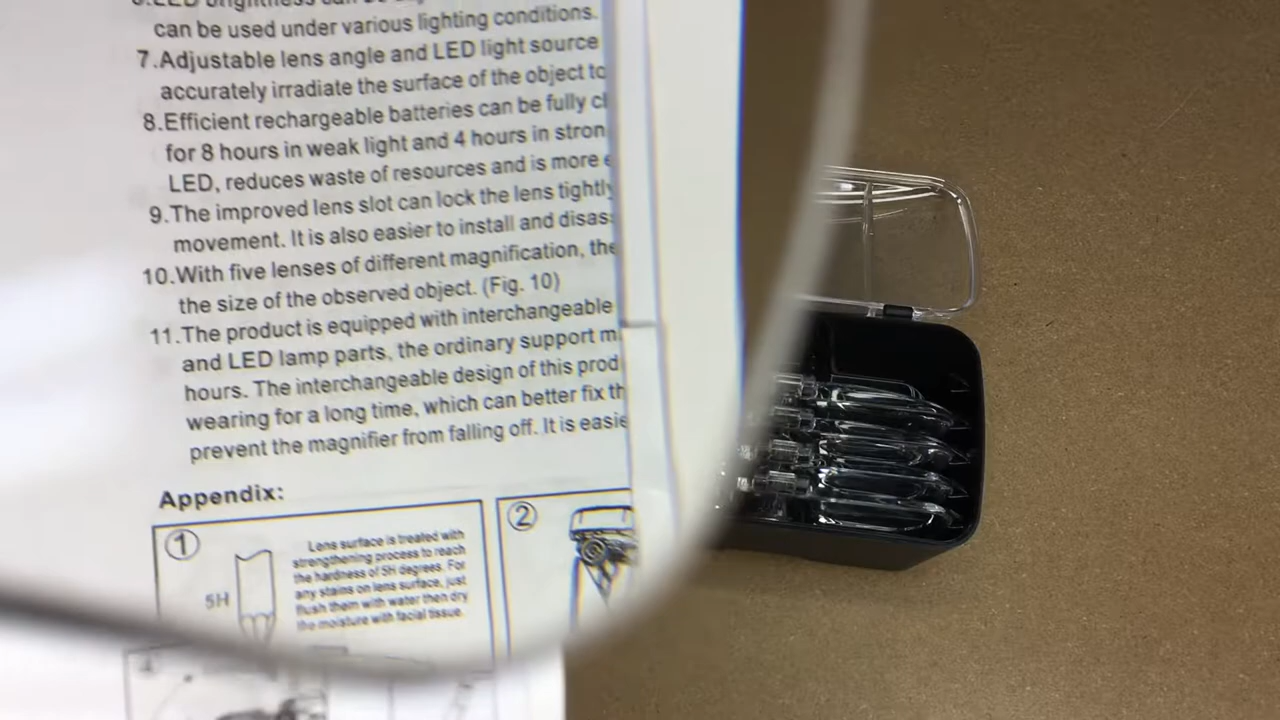 can be used under various lighting conditions.
7.Adjustable lens angle and LED light source
accurately irradiate the surface of the object to
8.Efficient rechargeable batteries can be fully
for 8 hours in weak light and 4 hours in
LED, reduces waste of resources and is more
9.The improved lens slot can lock the lens tightly
movement. It is also easier to install and
10.With five lenses of different magnification, the
the size of the observed object. (Fig. 10)
11.The product is equipped with interchangeable
and LED lamp parts, the ordinary support
hours. The interchangeable design of this
wearing for a long time, which can better fix
prevent the magnifier from falling off. It is
Appendix:
1
Lens surface is treated with
strengthening process to reach
the hardness of 5H degrees. For
any stains on lens surface, just
flush them with water then dry
the moisture with facial tissue.
5H
2